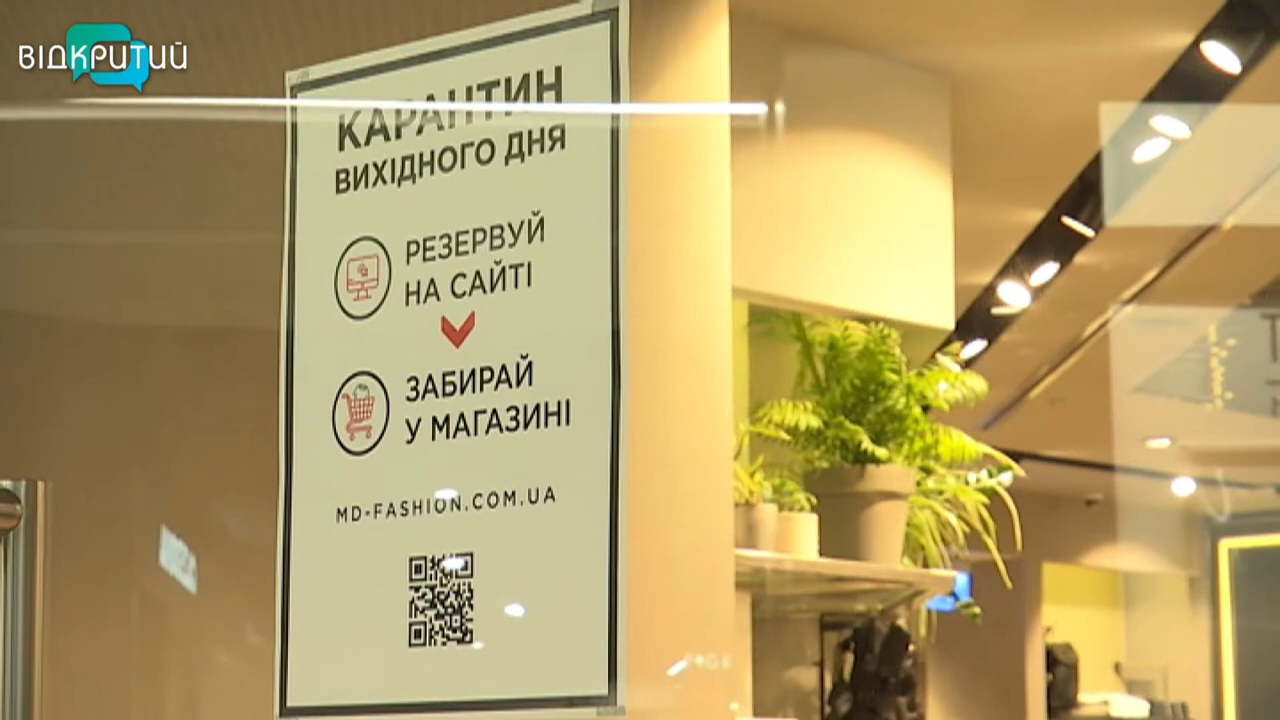 ВІДКРИТИЙ
КАРАНТИН
ВИХІДНОГО ДНЯ
РЕЗЕРВУЙ
НА САЙТІ
ЗАБИРАЙ
У МАГАЗИНІ
MD-FASHION.COM.UA